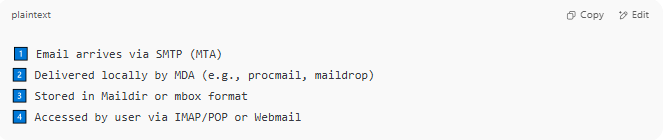 plaintext Copy Edit
1 Email arrives via SMTP (MTA)
2 Delivered locally by MDA (e.g., procmail, maildrop)
3 Stored in Maildir or mbox format
4 Accessed by user via IMAP/POP or Webmail